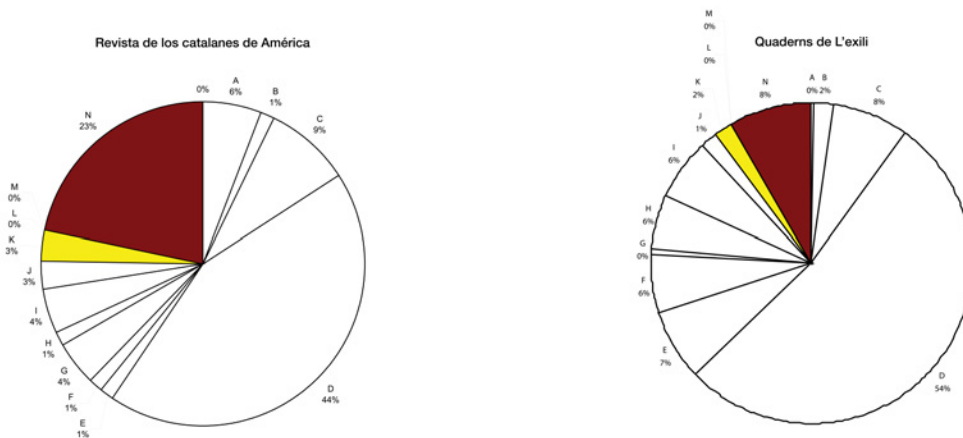 Revista de los catalanes de América
0%
A
6%
B
1%
C
9%
D
44%
E
1%
F
1%
G
4%
H
1%
I
4%
J
3%
K
3%
L
0%
M
0%
N
23%
Quaderns de L'exili
A
0%
B
2%
C
8%
D
54%
E
7%
F
6%
G
0%
H
6%
I
6%
J
1%
K
2%
L
0%
M
0%
N
8%